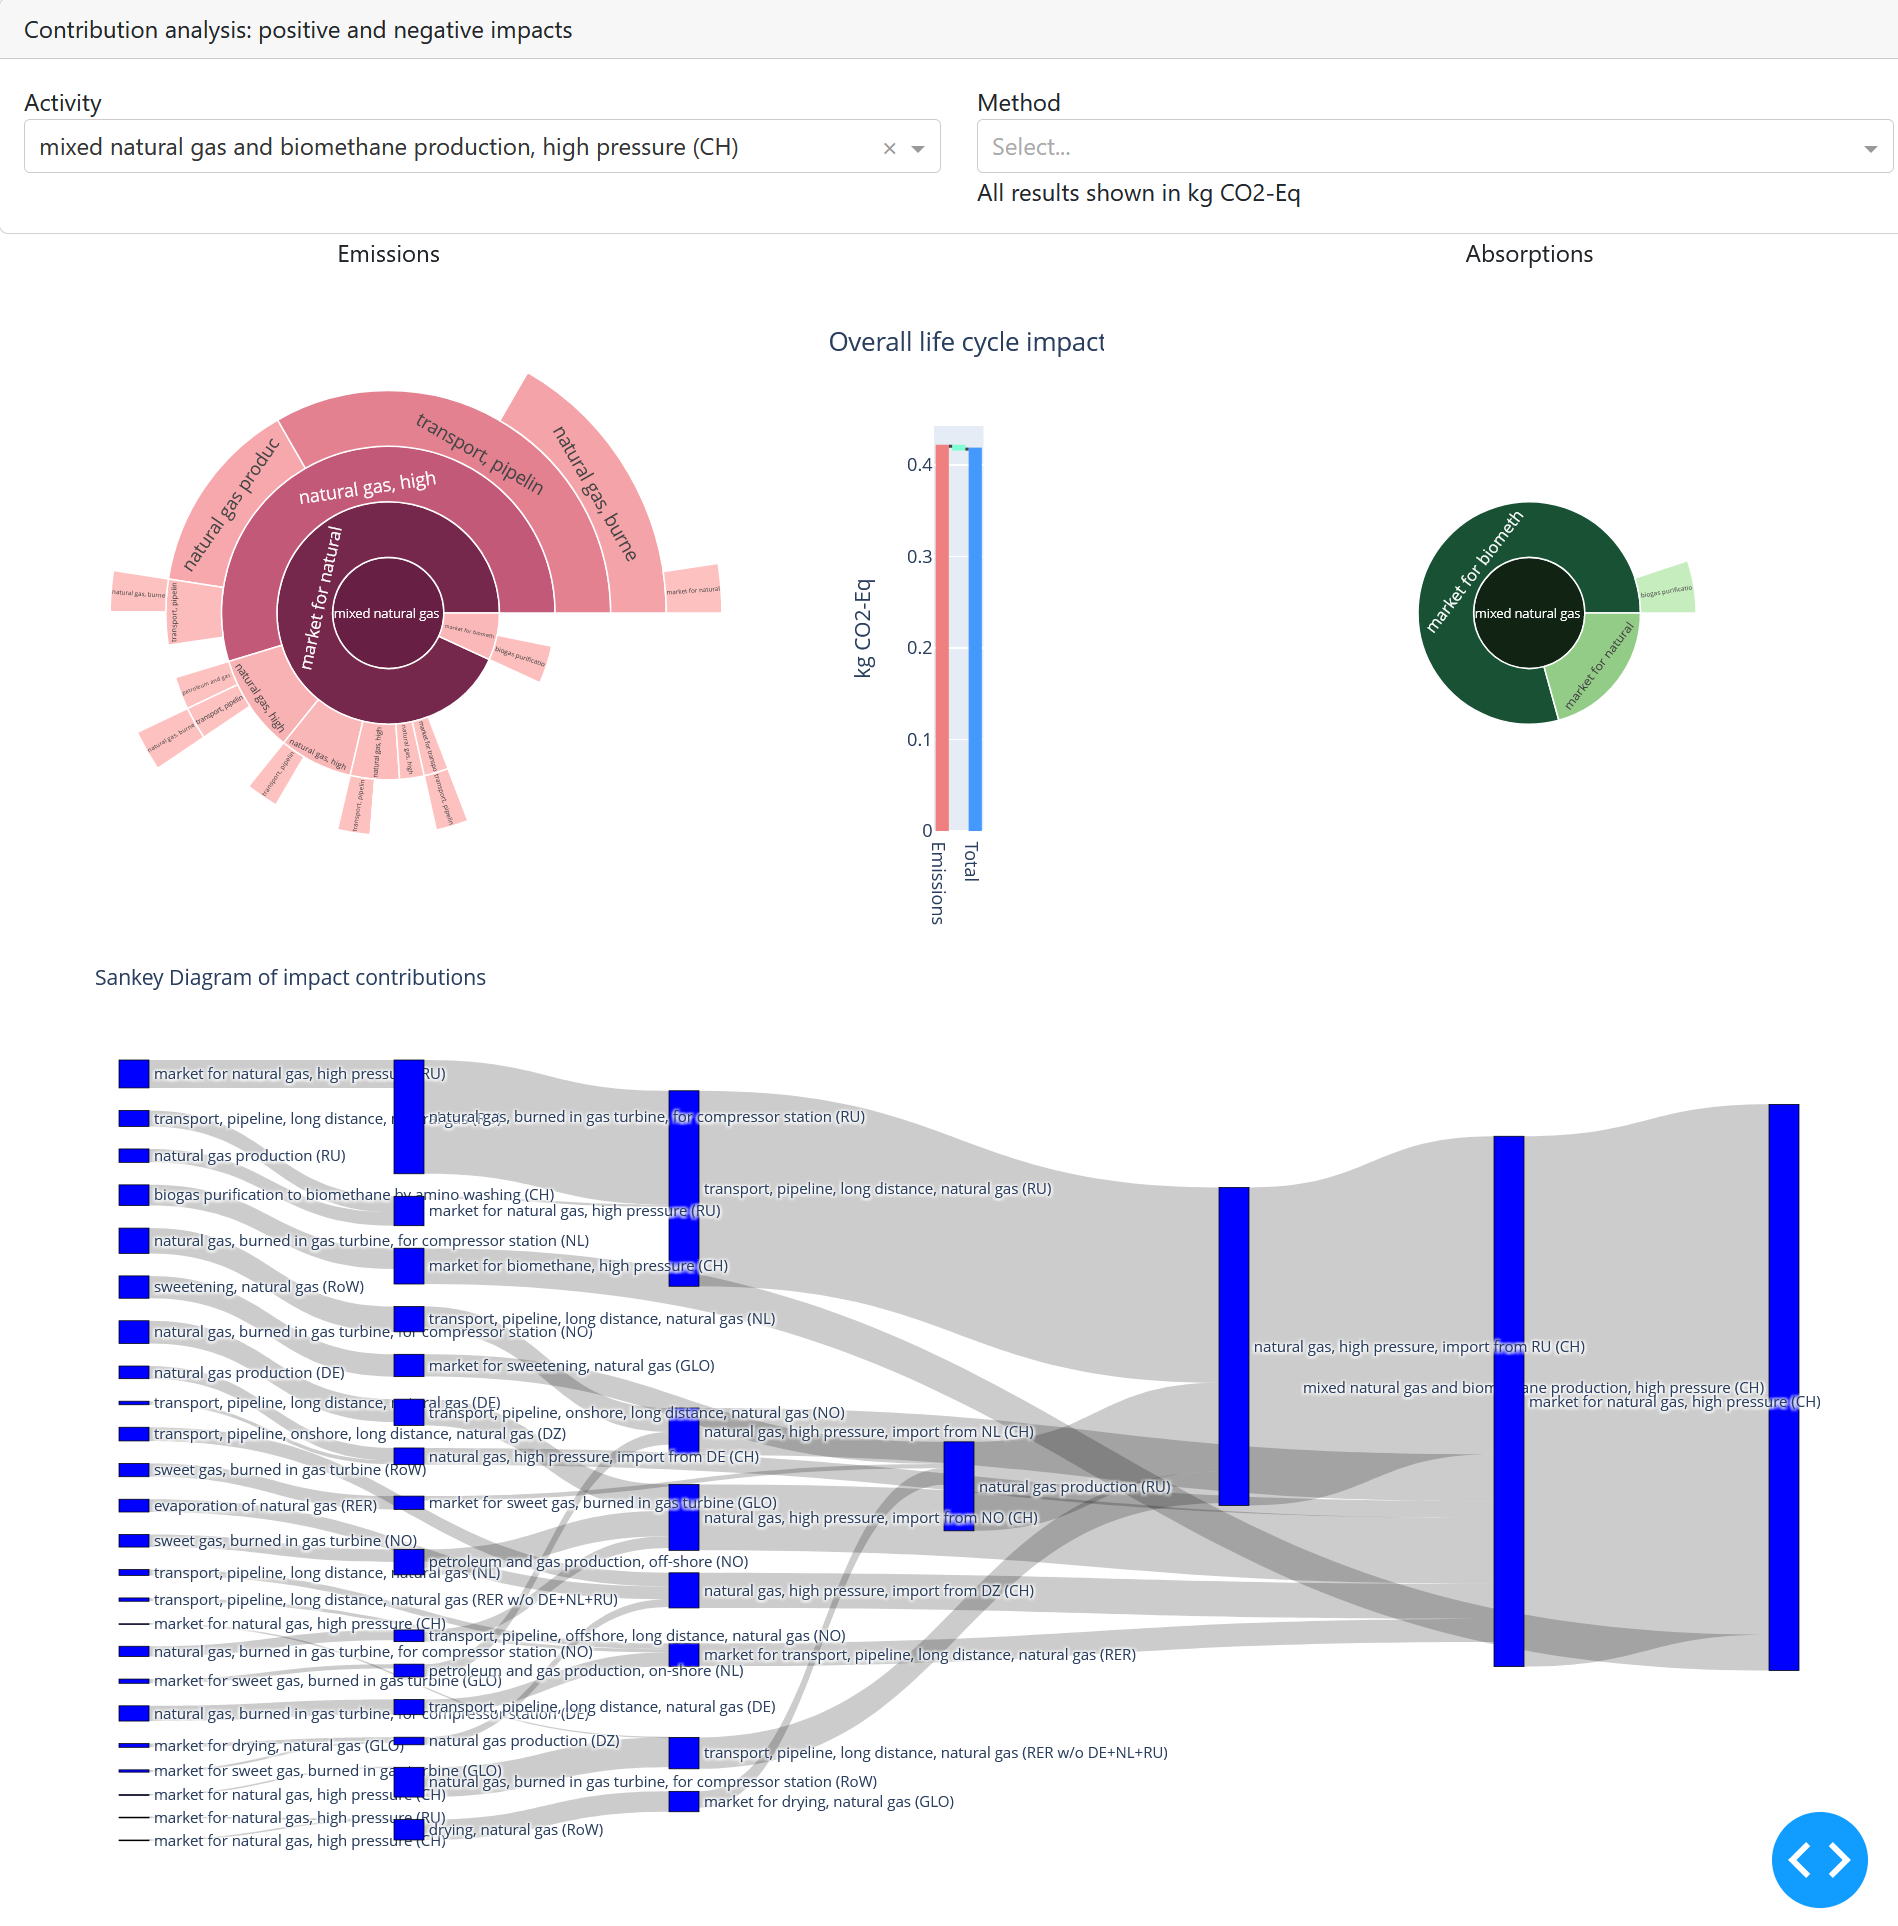 Contribution analysis: positive and negative impacts
Activity
Method
mixed natural gas and biomethane production, high pressure (CH)
×
Select...
All results shown in kg CO2-Eq
Emissions
Absorptions
Overall life cycle impact
natural gas, burne
transport, pipelin
natural gas produc
natural gas, high
market for natural
mixed natural gas
natural gas, burne
transport, pipelin
market for natural
market for biometh
biogas purificatio
petroleum and gas
transport, pipelin
natural gas, burne
natural gas, high
transport, pipelin
natural gas, high
natural gas, high
transport, pipelin
natural gas, high
market for transpo
transport, pipelin
kg CO2-Eq
0.4
0.3
0.2
0.1
0
Emissions
Total
market for biometh
mixed natural gas
biogas purificatio
market for natural
Sankey Diagram of impact contributions
market for natural gas, high pressure (RU)
natural gas, burned in gas turbine, for compressor station (RU)
transport, pipeline, long distance,
natural gas production (RU)
transport, pipeline, long distance, natural gas (RU)
biogas purification to biomethane by amino washing (CH)
market for natural gas, high pressure (RU)
natural gas, burned in gas turbine, for compressor station (NL)
market for biomethane, high pressure (CH)
sweetening, natural gas (RoW)
transport, pipeline, long distance, natural gas (NL)
natural gas, burned in gas turbine, for compressor station (NO)
natural gas, high pressure, import from RU (CH)
market for sweetening, natural gas (GLO)
natural gas production (DE)
mixed natural gas and biomethane production, high pressure (CH)
market for natural gas, high pressure (CH)
transport, pipeline, long distance, natural gas (DE)
transport, pipeline, onshore, long distance, natural gas (NO)
transport, pipeline, onshore, long distance, natural gas (DZ)
natural gas, high pressure, import from NL (CH)
natural gas, high pressure, import from DE (CH)
sweet gas, burned in gas turbine (RoW)
natural gas production (RU)
evaporation of natural gas (RER)
market for sweet gas, burned in gas turbine (GLO)
natural gas, high pressure, import from NO (CH)
sweet gas, burned in gas turbine (NO)
petroleum and gas production, off-shore (NO)
transport, pipeline, long distance, natural gas (NL)
natural gas, high pressure, import from DZ (CH)
transport, pipeline, long distance, natural gas (RER w/o DE+NL+RU)
market for natural gas, high pressure (CH)
transport, pipeline, offshore, long distance, natural gas (NO)
natural gas, burned in gas turbine, for compressor station (NO)
market for transport, pipeline, long distance, natural gas (RER)
petroleum and gas production, on-shore (NL)
market for sweet gas, burned in gas turbine (GLO)
transport, pipeline, long distance, natural gas (DE)
natural gas, burned in gas turbine, for compressor station (DE)
natural gas production (DZ)
market for drying, natural gas (GLO)
transport, pipeline, long distance, natural gas (RER w/o DE+NL+RU)
market for sweet gas, burned in gas turbine (GLO)
natural gas, burned in gas turbine, for compressor station (RoW)
market for natural gas, high pressure (CH)
market for drying, natural gas (GLO)
market for natural gas, high pressure (RU)
drying, natural gas (RoW)
market for natural gas, high pressure (CH)